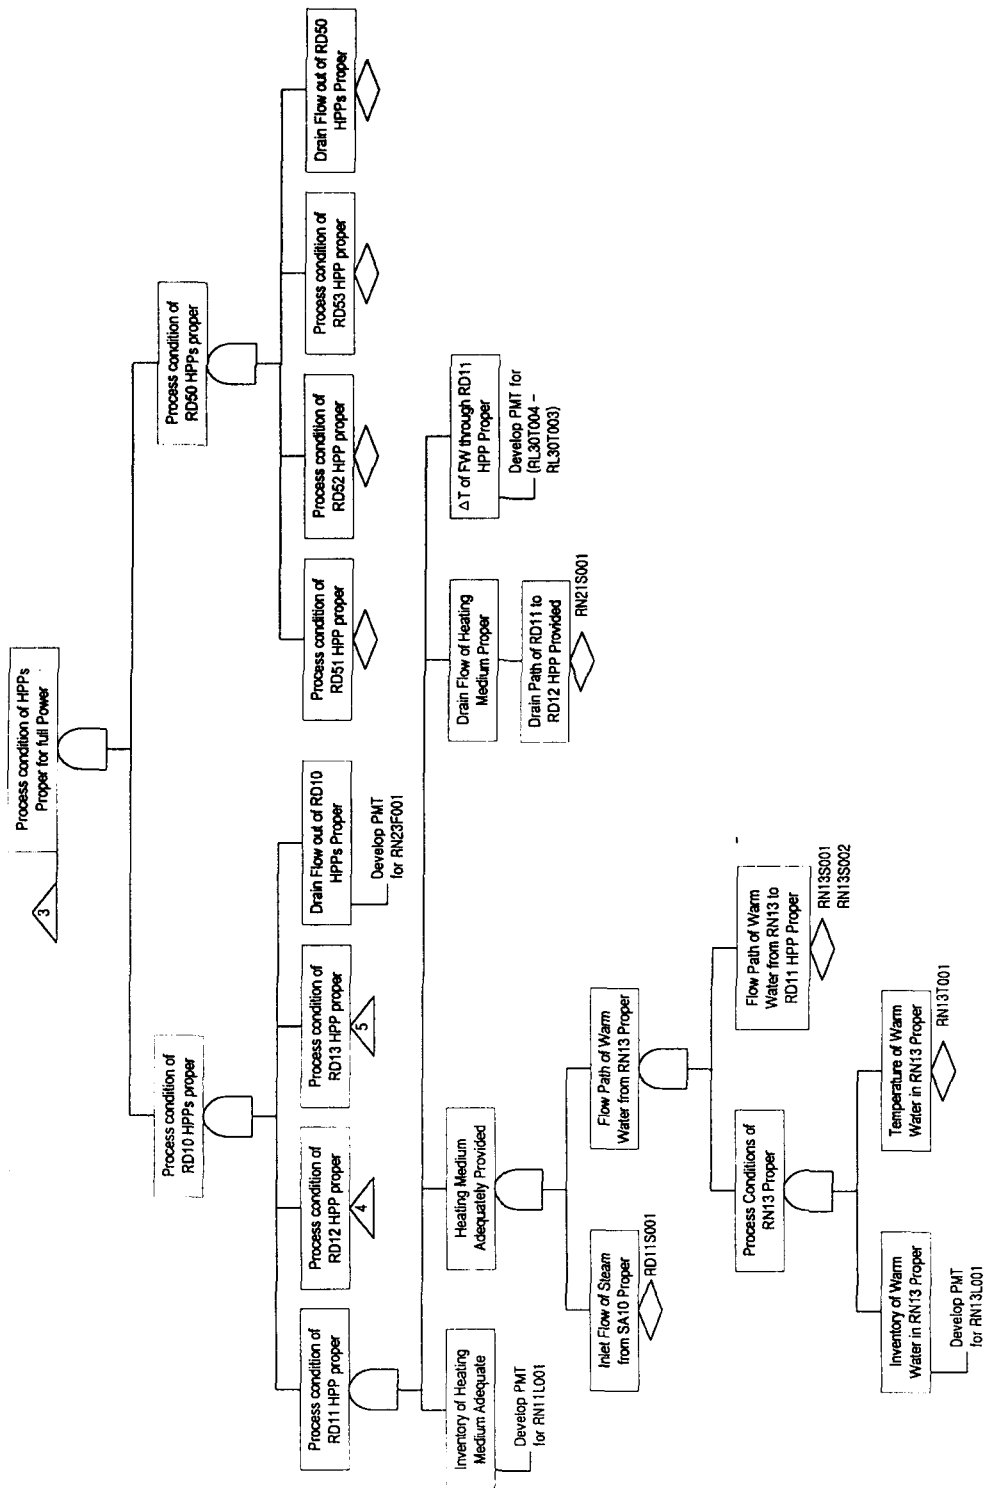 3
Process condition of HPPs
Proper for full Power
Process condition of
RD10 HPPs proper
Process condition of
RD50 HPPs proper
Process condition of
RD11 HPP proper
Process condition of
RD12 HPP proper
4
Process condition of
RD13 HPP proper
5
Drain Flow out of RD10
HPPs Proper
Develop PMT
for RN23F001
Process condition of
RD51 HPP proper
Process condition of
RD52 HPP proper
Process condition of
RD53 HPP proper
Drain Flow out of RD50
HPPs Proper
Inventory of Heating
Medium Adequate
Develop PMT
for RN11L001
Heating Medium
Adequately Provided
Drain Flow of Heating
Medium Proper
Drain Path of RD11 to
RD12 HPP Provided
RN21S001
ΔT of FW through RD11
HPP Proper
Develop PMT for
(RL30T004 –
RL30T003)
Inlet Flow of Steam
from SA10 Proper
RD11S001
Flow Path of Warm
Water from RN13 Proper
Process Conditions of
RN13 Proper
Flow Path of Warm
Water from RN13 to
RD11 HPP Proper
RN13S001
RN13S002
Inventory of Warm
Water in RN13 Proper
Develop PMT
for RN13L001
Temperature of Warm
Water in RN13 Proper
RN13T001